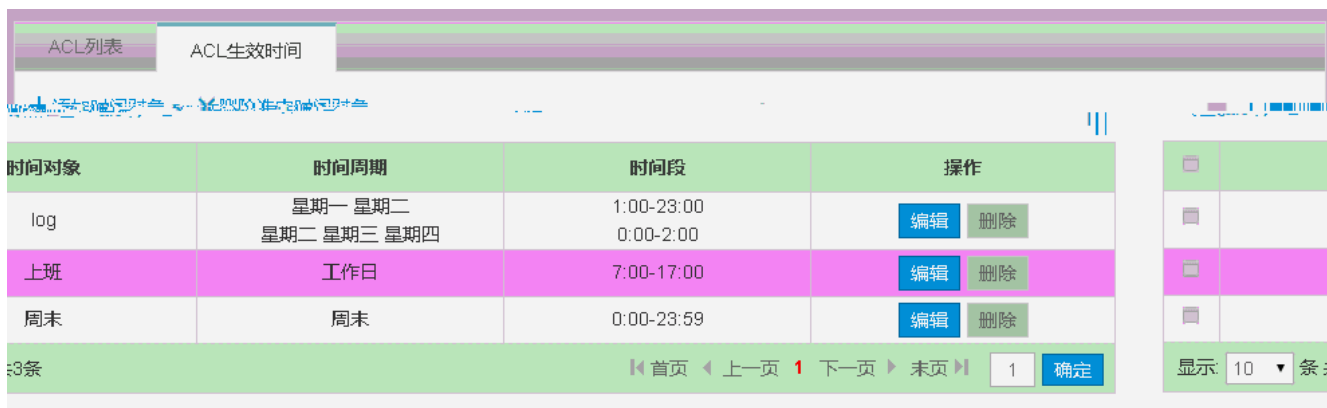 ACL列表 ACL生效时间
时间对象 时间周期 时间段 操作
log 星期一 星期二 1:00-23:00 编辑 删除
星期二 星期三 星期四 0:00-2:00
上班 工作日 7:00-17:00 编辑 删除
周末 周末 0:00-23:59 编辑 删除
共3条 首页 上一页 1 下一页 末页 1 确定 显示: 10 条